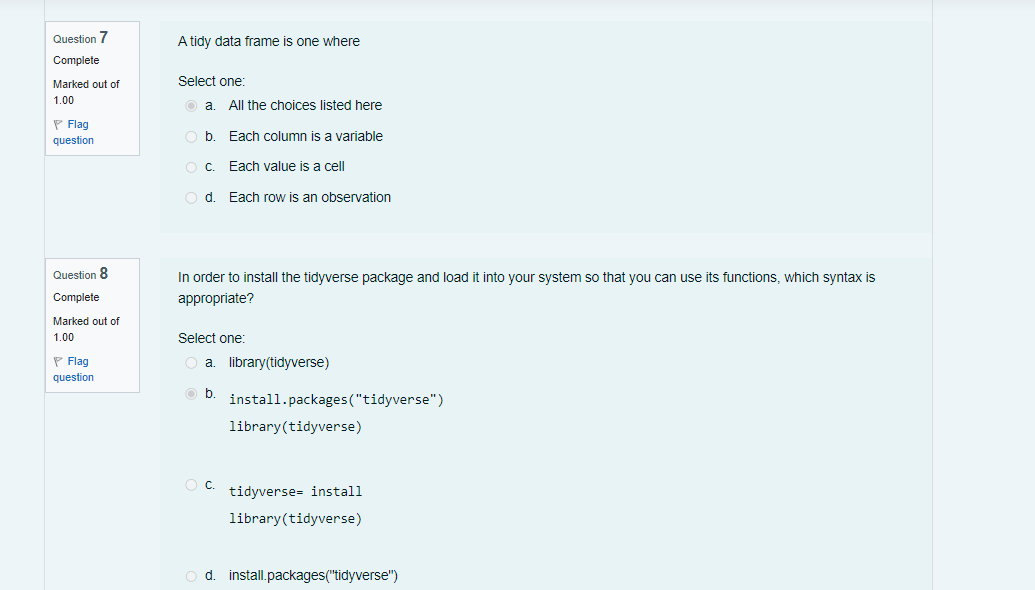 Question 7
Complete
Marked out of
1.00
Flag
question
A tidy data frame is one where
Select one:
a. All the choices listed here
b. Each column is a variable
c. Each value is a cell
d. Each row is an observation
Question 8
Complete
Marked out of
1.00
Flag
question
In order to install the tidyverse package and load it into your system so that you can use its functions, which syntax is
appropriate?
Select one:
a. library(tidyverse)
b. install.packages("tidyverse")
library(tidyverse)
c. tidyverse= install
library(tidyverse)
d. install.packages("tidyverse")